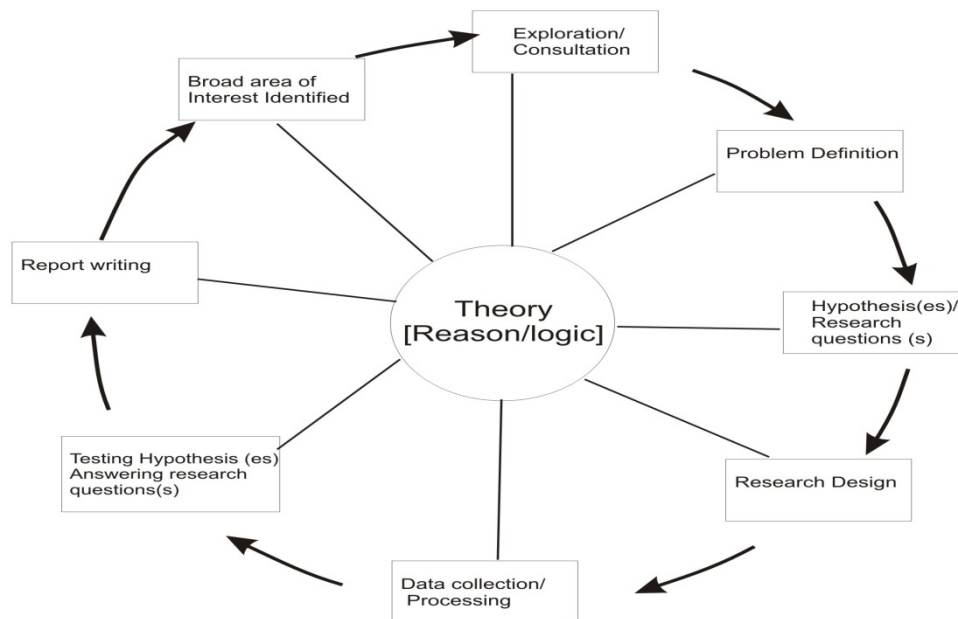 Exploration/
Consultation
Broad area of
Interest Identified
Problem Definition
Report writing
Theory
[Reason/logic]
Hypothesis(es)/
Research
questions (s)
Testing Hypothesis (es)
Answering research
questions(s)
Research Design
Data collection/
Processing